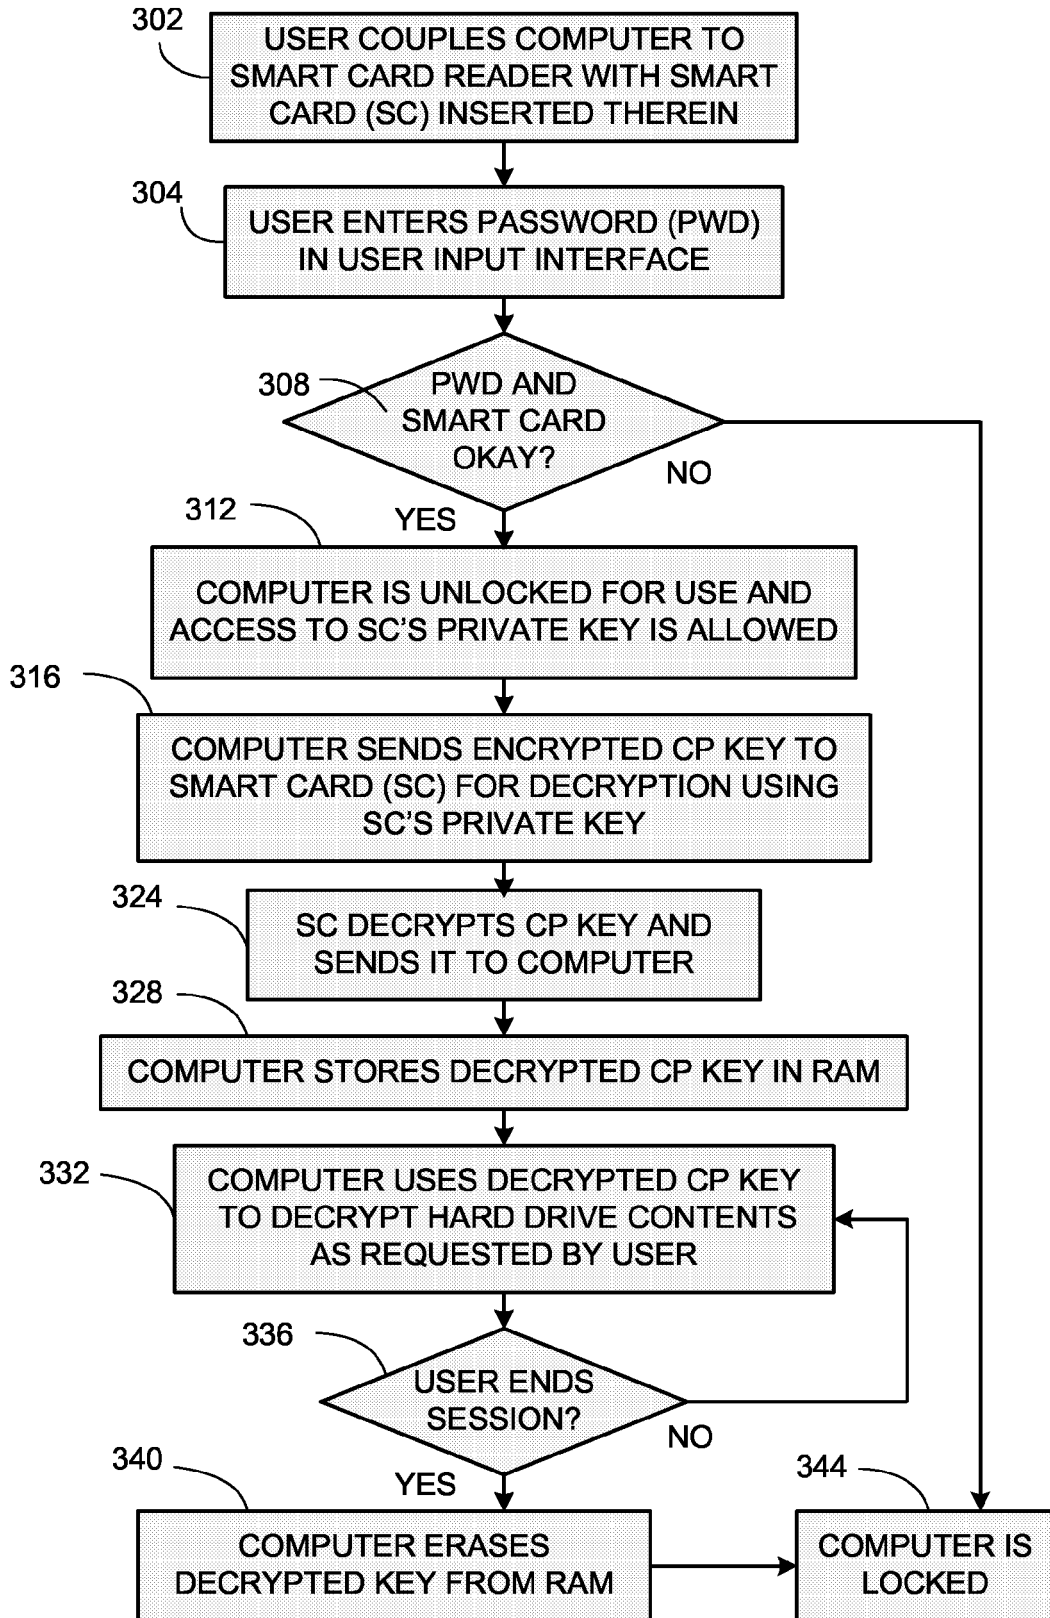 302
USER COUPLES COMPUTER TO
SMART CARD READER WITH SMART
CARD (SC) INSERTED THEREIN
304
USER ENTERS PASSWORD (PWD)
IN USER INPUT INTERFACE
308
PWD AND
SMART CARD
OKAY?
NO
YES
312
COMPUTER IS UNLOCKED FOR USE AND
ACCESS TO SC'S PRIVATE KEY IS ALLOWED
316
COMPUTER SENDS ENCRYPTED CP KEY TO
SMART CARD (SC) FOR DECRYPTION USING
SC'S PRIVATE KEY
324
SC DECRYPTS CP KEY AND
SENDS IT TO COMPUTER
328
COMPUTER STORES DECRYPTED CP KEY IN RAM
332
COMPUTER USES DECRYPTED CP KEY
TO DECRYPT HARD DRIVE CONTENTS
AS REQUESTED BY USER
336
USER ENDS
SESSION?
NO
YES
340
COMPUTER ERASES
DECRYPTED KEY FROM RAM
344
COMPUTER IS
LOCKED